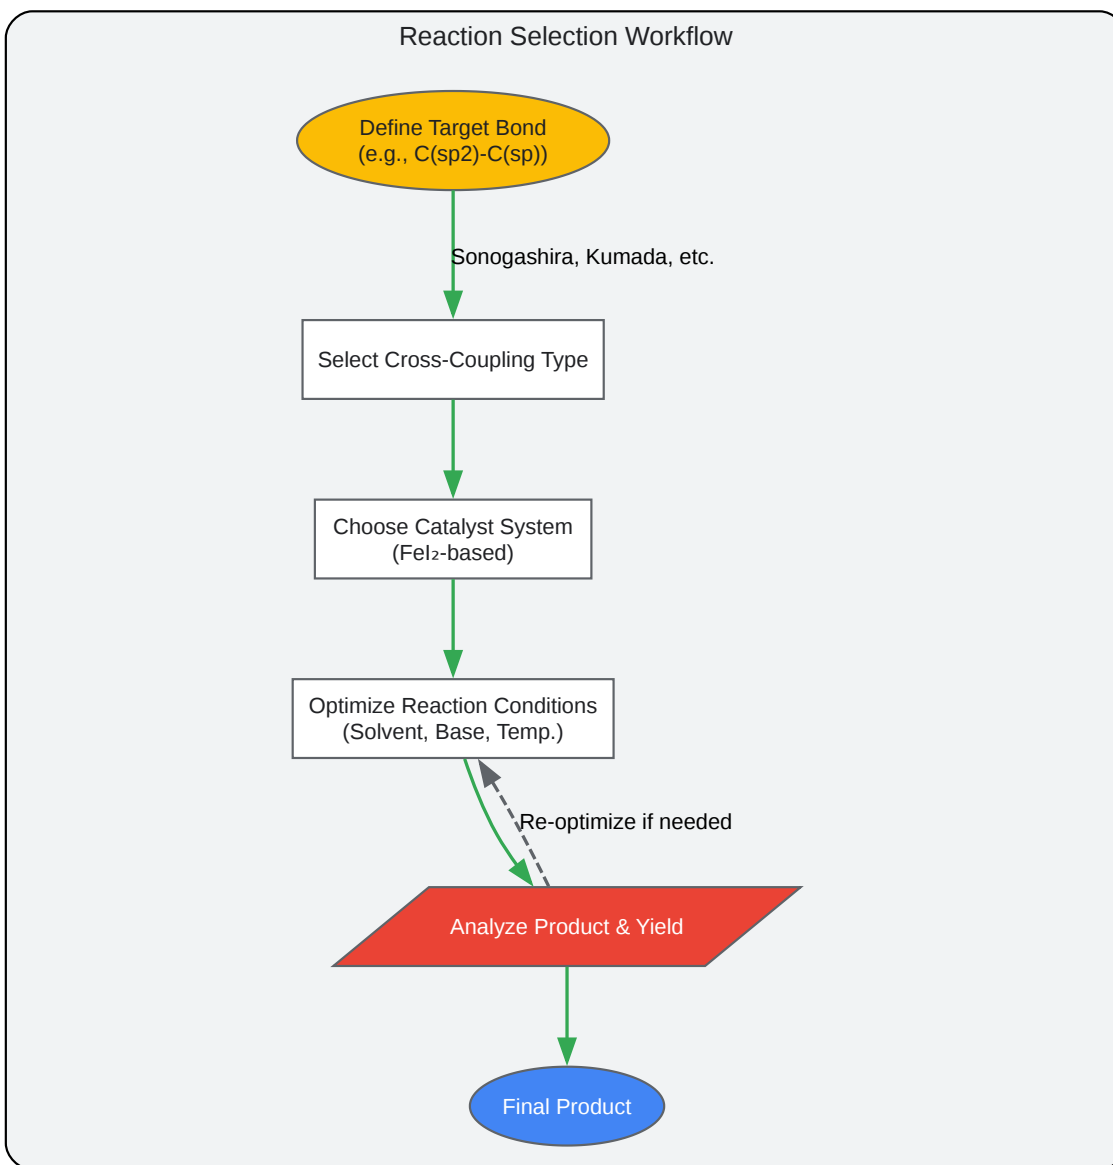 Reaction Selection Workflow
Define Target Bond
(e.g., C(sp2)-C(sp))
Sonogashira, Kumada, etc.
Select Cross-Coupling Type
Choose Catalyst System
(FeI₂-based)
Optimize Reaction Conditions
(Solvent, Base, Temp.)
Re-optimize if needed
Analyze Product & Yield
Final Product